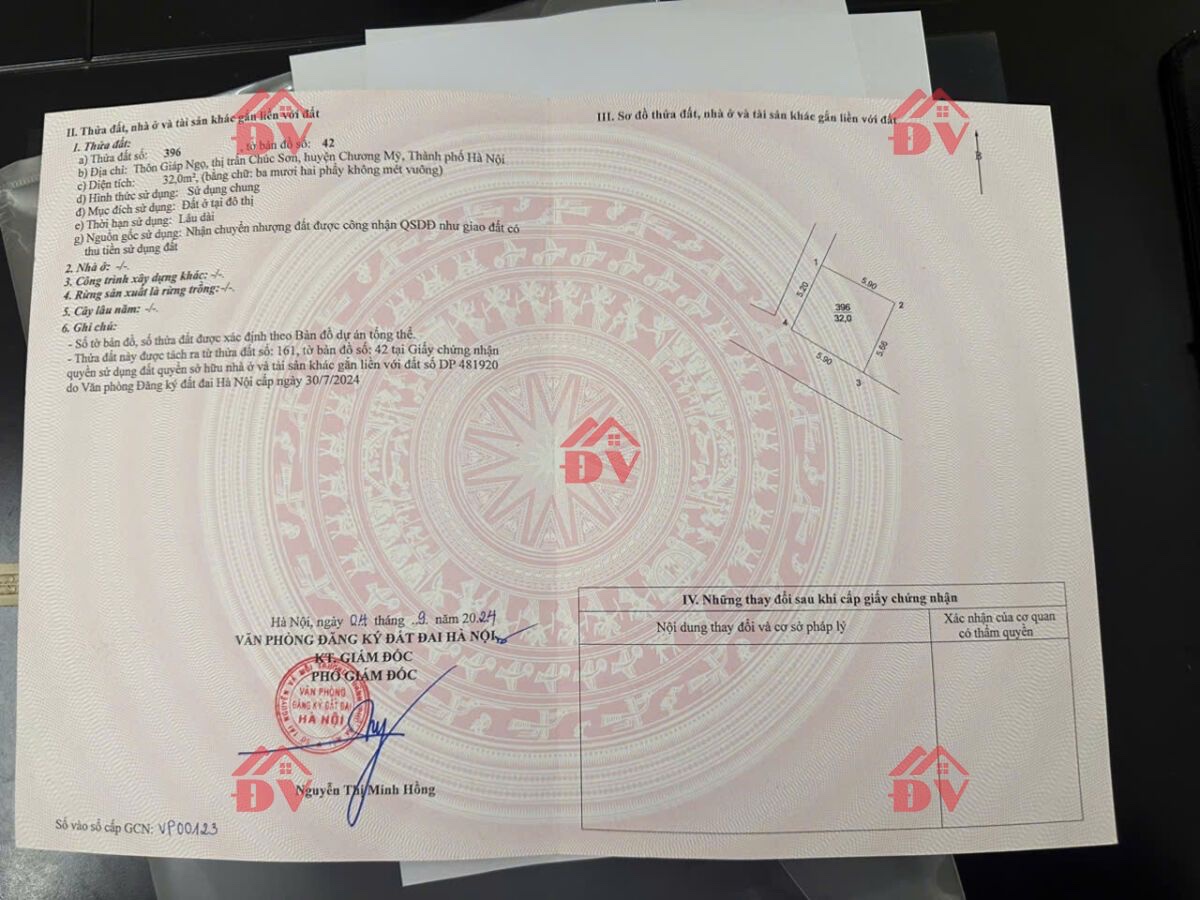 II. Thửa đất, nhà ở và tài sản khác gắn liền với đất
1. Thửa đất:
a) Thửa đất số: 396 , tờ bản đồ số: 42
b) Địa chỉ: Thôn Giáp Ngọ, thị trấn Chúc Sơn, huyện Chương Mỹ, Thành phố Hà Nội
c) Diện tích: 32,0m², (bằng chữ: ba mươi hai phẩy không mét vuông)
d) Hình thức sử dụng: Sử dụng chung
đ) Mục đích sử dụng: Đất ở tại đô thị
e) Thời hạn sử dụng: Lâu dài
g) Nguồn gốc sử dụng: Nhận chuyển nhượng đất được công nhận QSDĐ như giao đất có
thu tiền sử dụng đất
2. Nhà ở: -/-.
3. Công trình xây dựng khác: -/-.
4. Rừng sản xuất là rừng trồng: -/-.
5. Cây lâu năm: -/-.
6. Ghi chú:
- Số tờ bản đồ, số thửa đất được xác định theo Bản đồ dự án tổng thể.
- Thửa đất này được tách ra từ thửa đất số: 161, tờ bản đồ số: 42 tại Giấy chứng nhận
quyền sử dụng đất quyền sở hữu nhà ở và tài sản khác gắn liền với đất số DP 481920
do Văn phòng Đăng ký đất đai Hà Nội cấp ngày 30/7/2024
Hà Nội, ngày 04 tháng .9. năm 2024
VĂN PHÒNG ĐĂNG KÝ ĐẤT ĐAI HÀ NỘI
KT. GIÁM ĐỐC
PHÓ GIÁM ĐỐC
VĂN PHÒNG
ĐĂNG KÝ ĐẤT ĐAI
HÀ NỘI
Nguyễn Thị Minh Hồng
Số vào sổ cấp GCN: VP00123
III. Sơ đồ thửa đất, nhà ở và tài sản khác gắn liền với đất
B
1
5.90
2
5.20
396
32,0
4
5.66
5.90
3
IV. Những thay đổi sau khi cấp giấy chứng nhận
Nội dung thay đổi và cơ sở pháp lý
Xác nhận của cơ quan
có thẩm quyền
ĐV
ĐV
ĐV
ĐV
ĐV